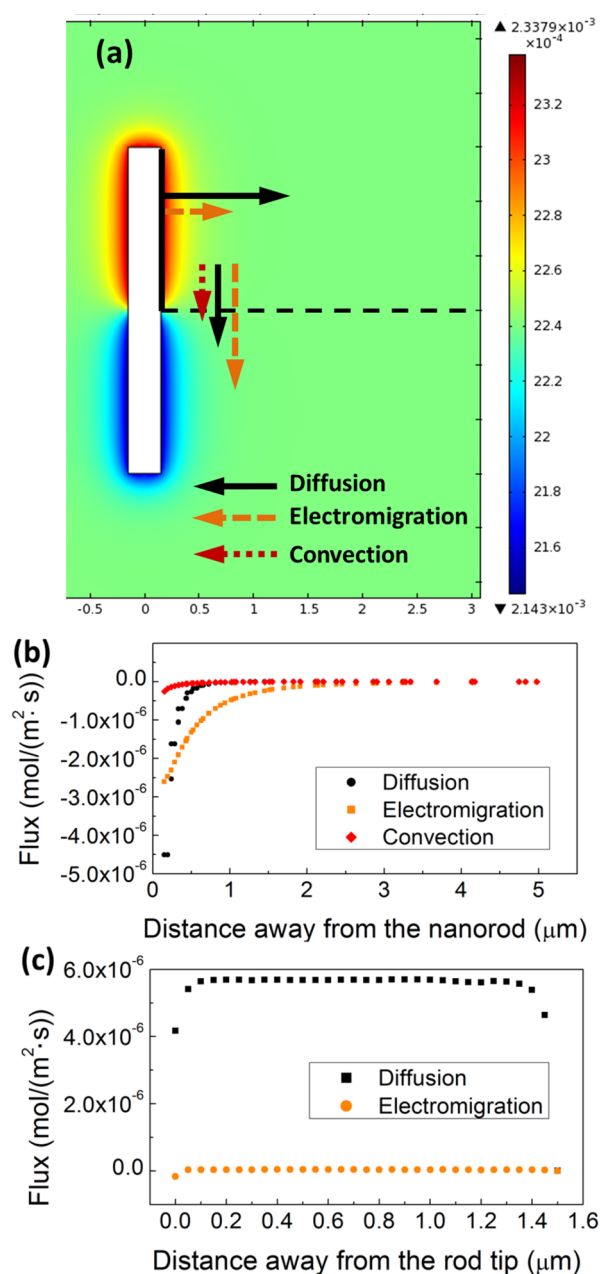 (a)
▲ 2.3379×10⁻³
×10⁻⁴
23.2
23
22.8
22.6
22.4
22.2
22
21.8
21.6
▼ 2.143×10⁻³
Diffusion
Electromigration
Convection
-0.5 0 0.5 1 1.5 2 2.5 3
(b)
0.0
-1.0x10⁻⁶
-2.0x10⁻⁶
-3.0x10⁻⁶
-4.0x10⁻⁶
-5.0x10⁻⁶
Flux (mol/(m² s))
Diffusion
Electromigration
Convection
0 1 2 3 4 5
Distance away from the nanorod (μm)
(c)
6.0x10⁻⁶
4.0x10⁻⁶
2.0x10⁻⁶
0.0
Flux (mol/(m²·s))
Diffusion
Electromigration
0.0 0.2 0.4 0.6 0.8 1.0 1.2 1.4 1.6
Distance away from the rod tip (μm)